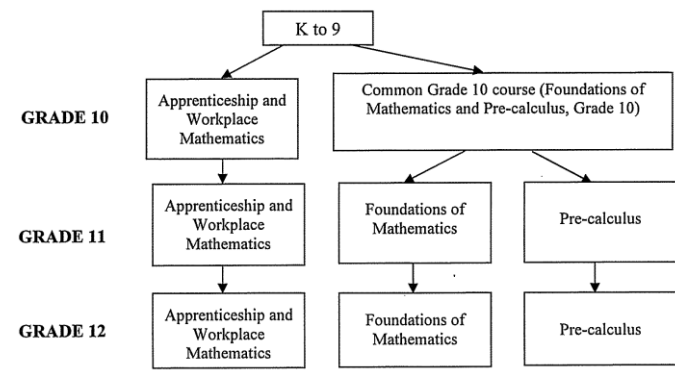 K to 9
GRADE 10
Apprenticeship and
Workplace
Mathematics
Common Grade 10 course (Foundations of
Mathematics and Pre-calculus, Grade 10)
GRADE 11
Apprenticeship and
Workplace
Mathematics
Foundations of
Mathematics
Pre-calculus
GRADE 12
Apprenticeship and
Workplace
Mathematics
Foundations of
Mathematics
Pre-calculus